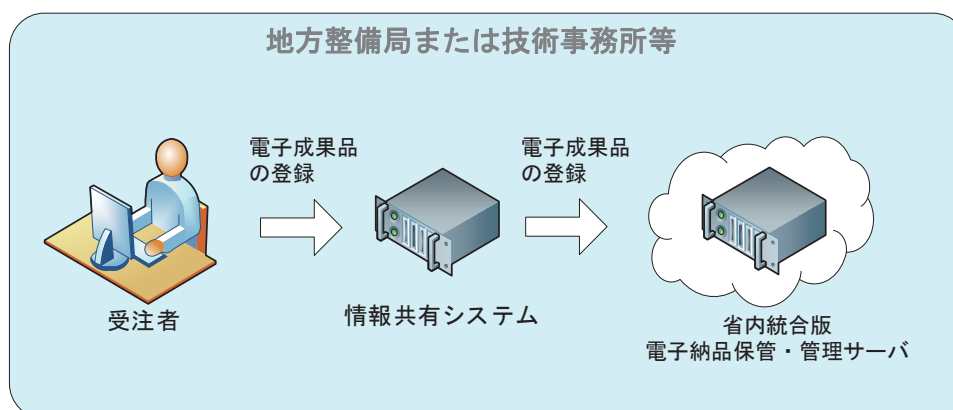 地方整備局または技術事務所等
電子成果品
の登録
電子成果品
の登録
受注者
情報共有システム
省内統合版
電子納品保管・管理サーバ